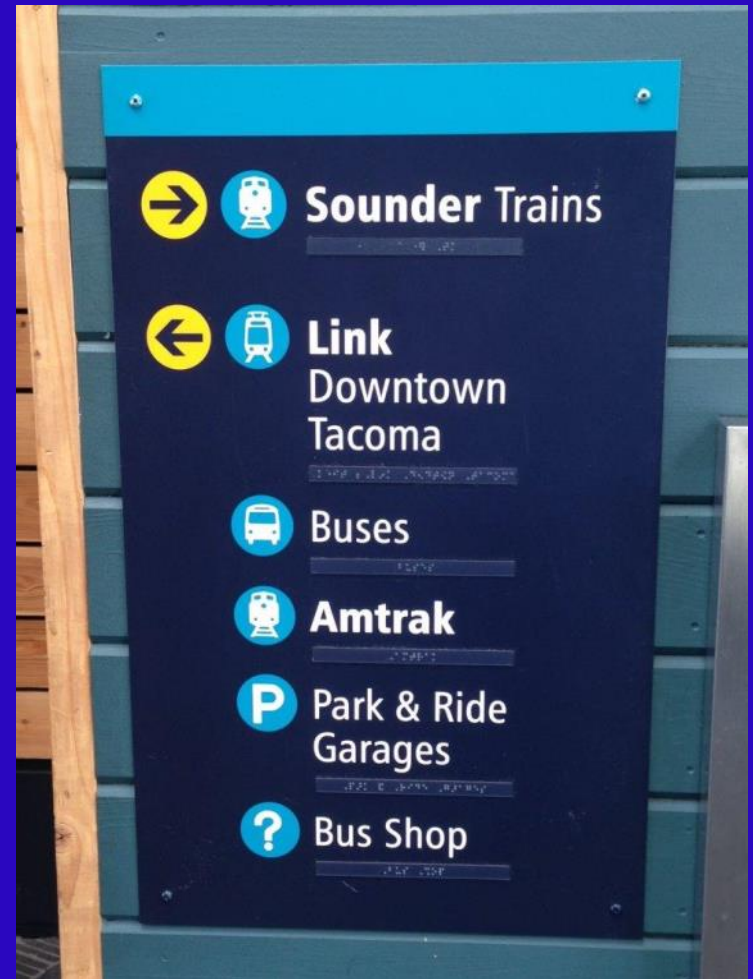 Sounder Trains
Link
Downtown
Tacoma
Buses
Amtrak
P Park & Ride
Garages
? Bus Shop